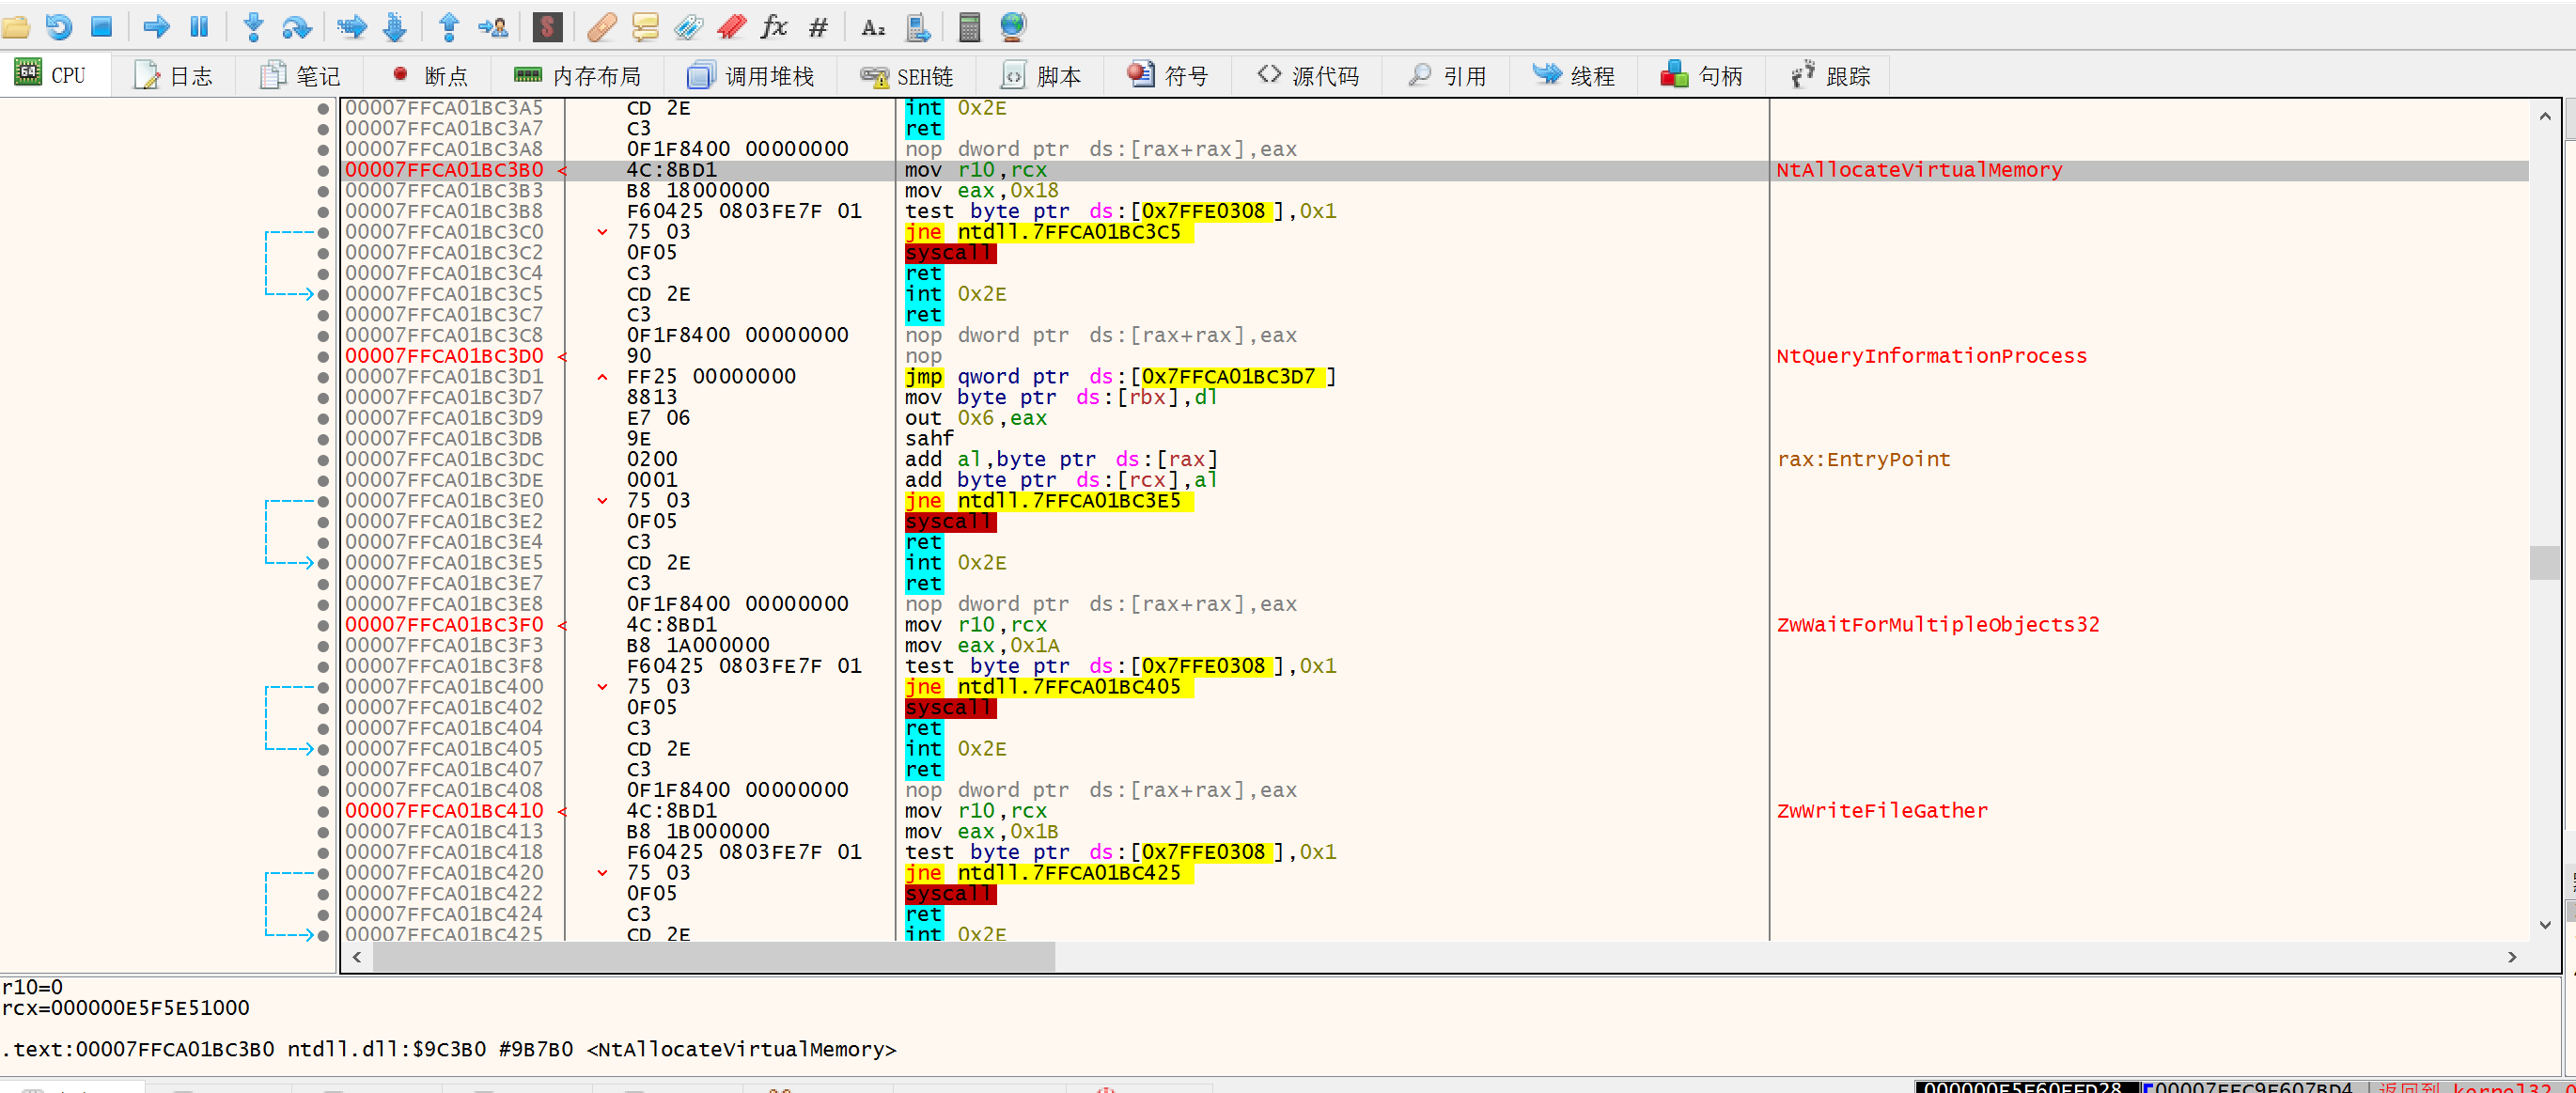 CPU 日志 笔记 断点 内存布局 调用堆栈 SEH链 脚本 符号 源代码 引用 线程 句柄 跟踪
00007FFCA01BC3A5 CD 2E int 0x2E
00007FFCA01BC3A7 C3 ret
00007FFCA01BC3A8 0F1F8400 00000000 nop dword ptr ds:[rax+rax],eax
00007FFCA01BC3B0 < 4C:8BD1 mov r10,rcx NtAllocateVirtualMemory
00007FFCA01BC3B3 B8 18000000 mov eax,0x18
00007FFCA01BC3B8 F60425 0803FE7F 01 test byte ptr ds:[0x7FFE0308],0x1
00007FFCA01BC3C0 75 03 jne ntdll.7FFCA01BC3C5
00007FFCA01BC3C2 0F05 syscall
00007FFCA01BC3C4 C3 ret
00007FFCA01BC3C5 CD 2E int 0x2E
00007FFCA01BC3C7 C3 ret
00007FFCA01BC3C8 0F1F8400 00000000 nop dword ptr ds:[rax+rax],eax
00007FFCA01BC3D0 < 90 nop NtQueryInformationProcess
00007FFCA01BC3D1 FF25 00000000 jmp qword ptr ds:[0x7FFCA01BC3D7]
00007FFCA01BC3D7 8813 mov byte ptr ds:[rbx],dl
00007FFCA01BC3D9 E7 06 out 0x6,eax
00007FFCA01BC3DB 9E sahf
00007FFCA01BC3DC 0200 add al,byte ptr ds:[rax] rax:EntryPoint
00007FFCA01BC3DE 0001 add byte ptr ds:[rcx],al
00007FFCA01BC3E0 75 03 jne ntdll.7FFCA01BC3E5
00007FFCA01BC3E2 0F05 syscall
00007FFCA01BC3E4 C3 ret
00007FFCA01BC3E5 CD 2E int 0x2E
00007FFCA01BC3E7 C3 ret
00007FFCA01BC3E8 0F1F8400 00000000 nop dword ptr ds:[rax+rax],eax
00007FFCA01BC3F0 < 4C:8BD1 mov r10,rcx ZwWaitForMultipleObjects32
00007FFCA01BC3F3 B8 1A000000 mov eax,0x1A
00007FFCA01BC3F8 F60425 0803FE7F 01 test byte ptr ds:[0x7FFE0308],0x1
00007FFCA01BC400 75 03 jne ntdll.7FFCA01BC405
00007FFCA01BC402 0F05 syscall
00007FFCA01BC404 C3 ret
00007FFCA01BC405 CD 2E int 0x2E
00007FFCA01BC407 C3 ret
00007FFCA01BC408 0F1F8400 00000000 nop dword ptr ds:[rax+rax],eax
00007FFCA01BC410 < 4C:8BD1 mov r10,rcx ZwWriteFileGather
00007FFCA01BC413 B8 1B000000 mov eax,0x1B
00007FFCA01BC418 F60425 0803FE7F 01 test byte ptr ds:[0x7FFE0308],0x1
00007FFCA01BC420 75 03 jne ntdll.7FFCA01BC425
00007FFCA01BC422 0F05 syscall
00007FFCA01BC424 C3 ret
00007FFCA01BC425 CD 2E int 0x2E
r10=0
rcx=000000E5F5E51000
.text:00007FFCA01BC3B0 ntdll.dll:$9C3B0 #9B7B0 <NtAllocateVirtualMemory>
000000E5F60FFD28 00007FFC9F607BD4 返回到 kernel32.